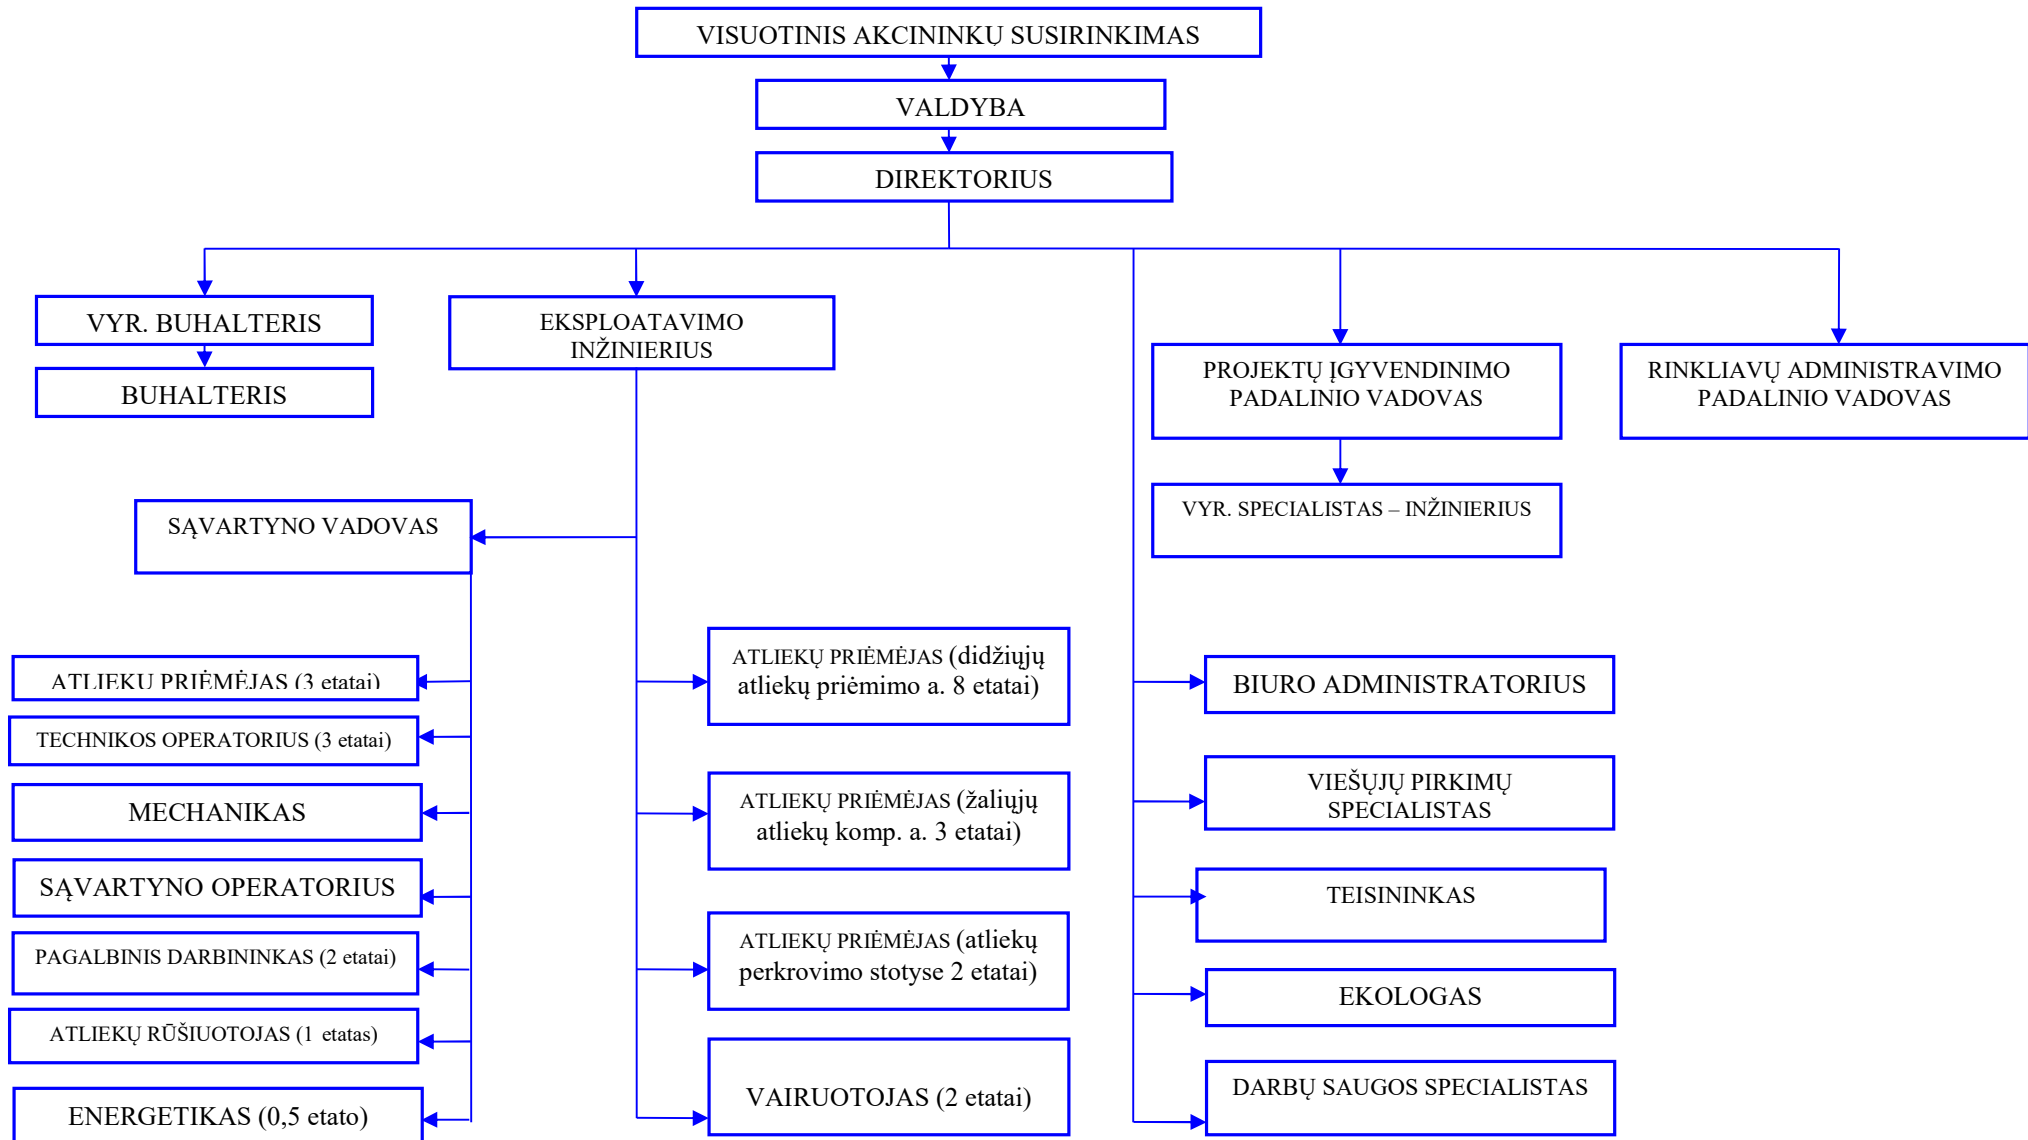 VISUOTINIS AKCININKŲ SUSIRINKIMAS
VALDYBA
DIREKTORIUS
VYR. BUHALTERIS
BUHALTERIS
EKSPLOATAVIMO
INŽINIERIUS
PROJEKTŲ ĮGYVENDINIMO
PADALINIO VADOVAS
RINKLIAVŲ ADMINISTRAVIMO
PADALINIO VADOVAS
VYR. SPECIALISTAS – INŽINIERIUS
SĄVARTYNO VADOVAS
ATLIEKŲ PRIĖMĖJAS (3 etatai)
TECHNIKOS OPERATORIUS (3 etatai)
MECHANIKAS
SĄVARTYNO OPERATORIUS
PAGALBINIS DARBININKAS (2 etatai)
ATLIEKŲ RŪŠIUOTOJAS (1 etatas)
ENERGETIKAS (0,5 etato)
ATLIEKŲ PRIĖMĖJAS (didžiųjų
atliekų priėmimo a. 8 etatai)
ATLIEKŲ PRIĖMĖJAS (žaliųjų
atliekų komp. a. 3 etatai)
ATLIEKŲ PRIĖMĖJAS (atliekų
perkrovimo stotyse 2 etatai)
VAIRUOTOJAS (2 etatai)
BIURO ADMINISTRATORIUS
VIEŠŲJŲ PIRKIMŲ
SPECIALISTAS
TEISININKAS
EKOLOGAS
DARBŲ SAUGOS SPECIALISTAS